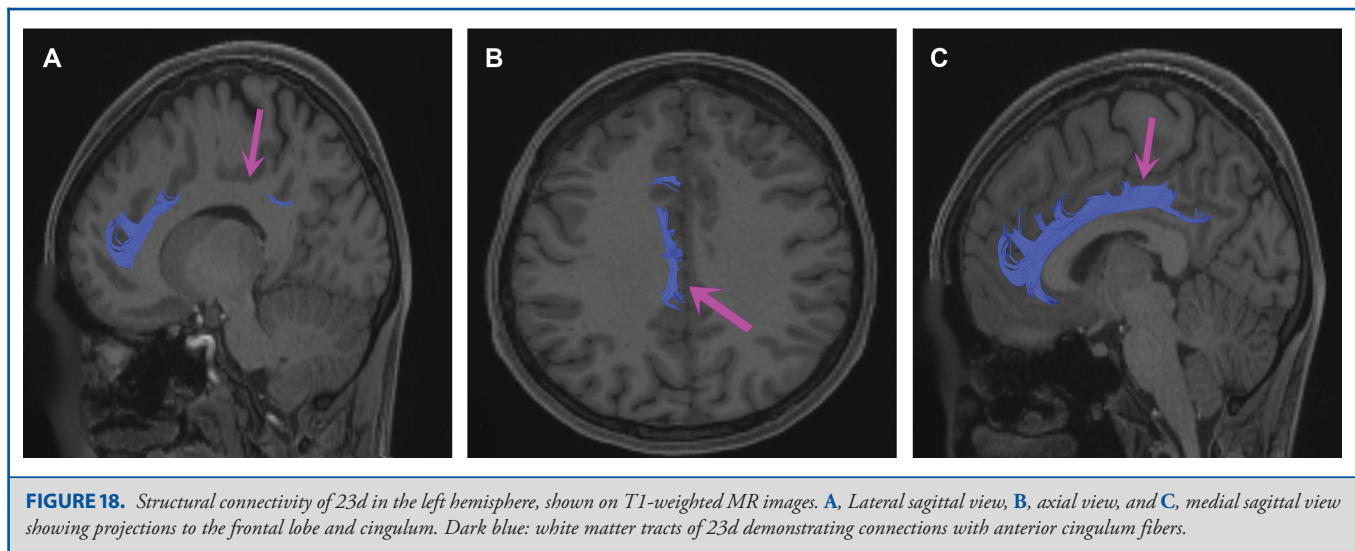 A
B
C
FIGURE 18. Structural connectivity of 23d in the left hemisphere, shown on T1-weighted MR images. A, Lateral sagittal view, B, axial view, and C, medial sagittal view
showing projections to the frontal lobe and cingulum. Dark blue: white matter tracts of 23d demonstrating connections with anterior cingulum fibers.